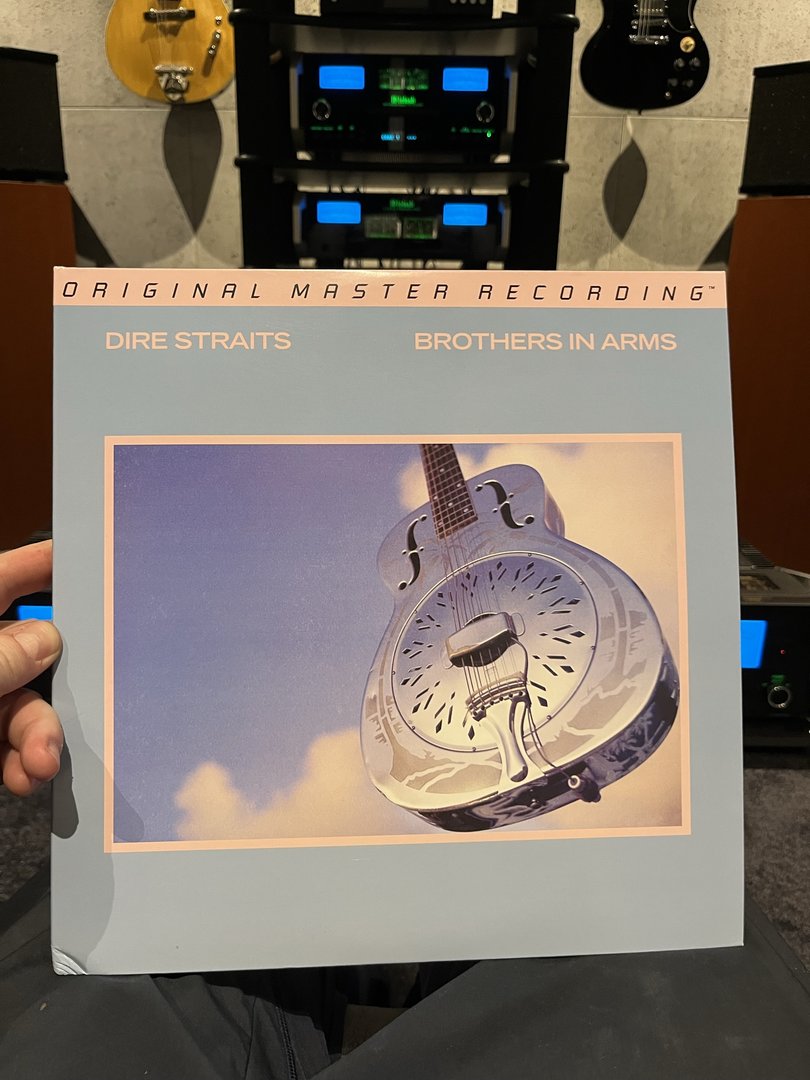 ORIGINAL MASTER RECORDING™
DIRE STRAITS
BROTHERS IN ARMS